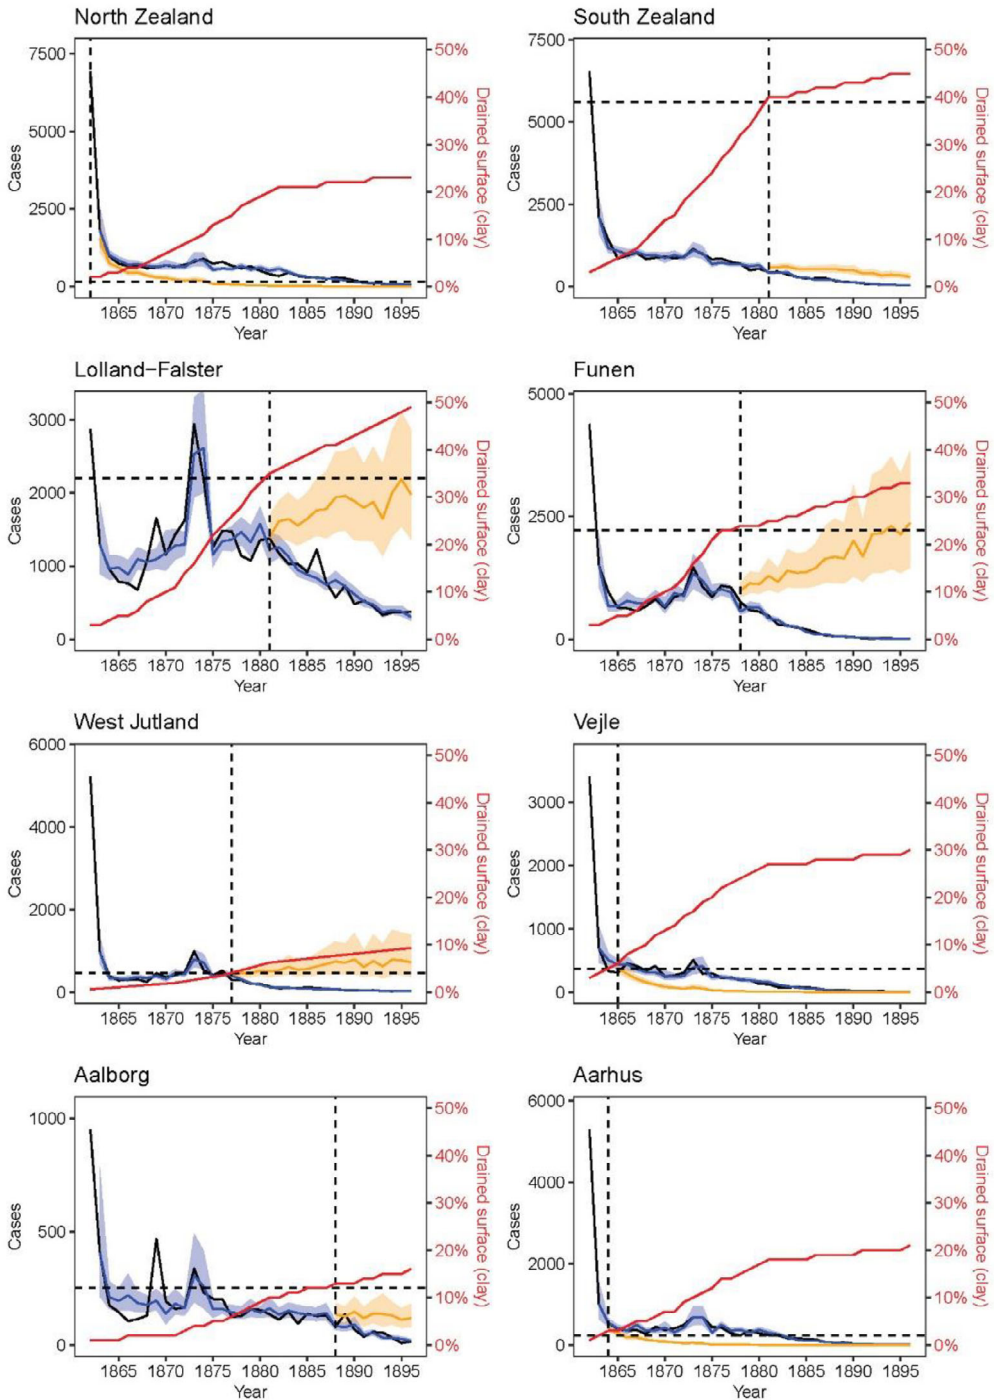 North Zealand
7500
5000
2500
0
Cases
50%
40%
30%
20%
10%
0%
Drained surface (clay)
1865 1870 1875 1880 1885 1890 1895
Year
South Zealand
7500
5000
2500
0
Cases
50%
40%
30%
20%
10%
0%
Drained surface (clay)
1865 1870 1875 1880 1885 1890 1895
Year
Lolland−Falster
3000
2000
1000
0
Cases
50%
40%
30%
20%
10%
0%
Drained surface (clay)
1865 1870 1875 1880 1885 1890 1895
Year
Funen
5000
2500
0
Cases
50%
40%
30%
20%
10%
0%
Drained surface (clay)
1865 1870 1875 1880 1885 1890 1895
Year
West Jutland
6000
4000
2000
0
Cases
50%
40%
30%
20%
10%
0%
Drained surface (clay)
1865 1870 1875 1880 1885 1890 1895
Year
Vejle
3000
2000
1000
0
Cases
50%
40%
30%
20%
10%
0%
Drained surface (clay)
1865 1870 1875 1880 1885 1890 1895
Year
Aalborg
1000
500
0
Cases
50%
40%
30%
20%
10%
0%
Drained surface (clay)
1865 1870 1875 1880 1885 1890 1895
Year
Aarhus
6000
4000
2000
0
Cases
50%
40%
30%
20%
10%
0%
Drained surface (clay)
1865 1870 1875 1880 1885 1890 1895
Year